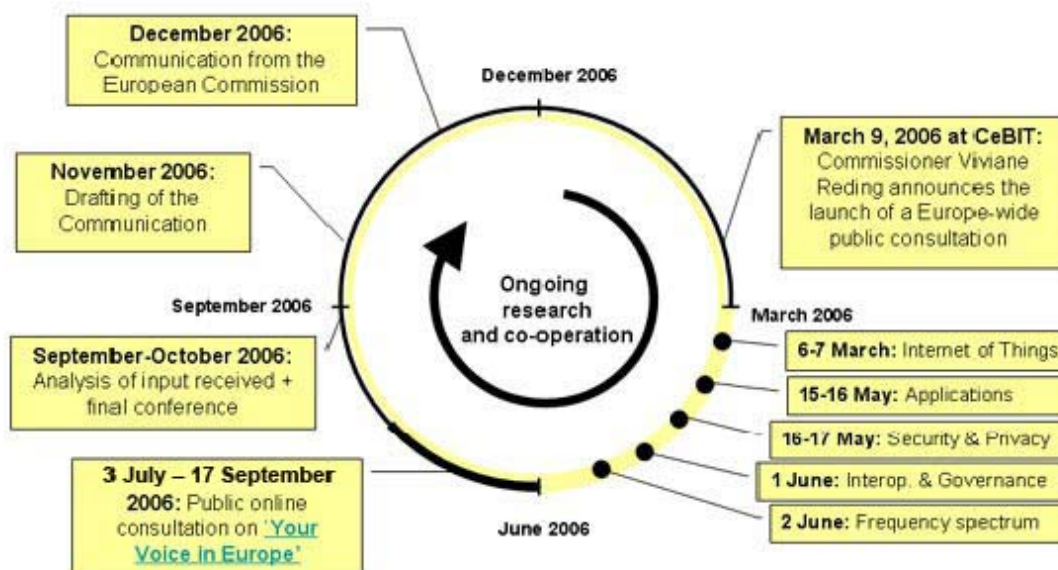 December 2006:
Communication from the
European Commission
December 2006
March 9, 2006 at CeBIT:
Commissioner Viviane
Reding announces the
launch of a Europe-wide
public consultation
November 2006:
Drafting of the
Communication
Ongoing
research
and co-operation
September 2006
March 2006
September-October 2006:
Analysis of input received +
final conference
6-7 March: Internet of Things
15-16 May: Applications
16-17 May: Security & Privacy
1 June: Interop. & Governance
2 June: Frequency spectrum
3 July – 17 September
2006: Public online
consultation on 'Your
Voice in Europe'
June 2006